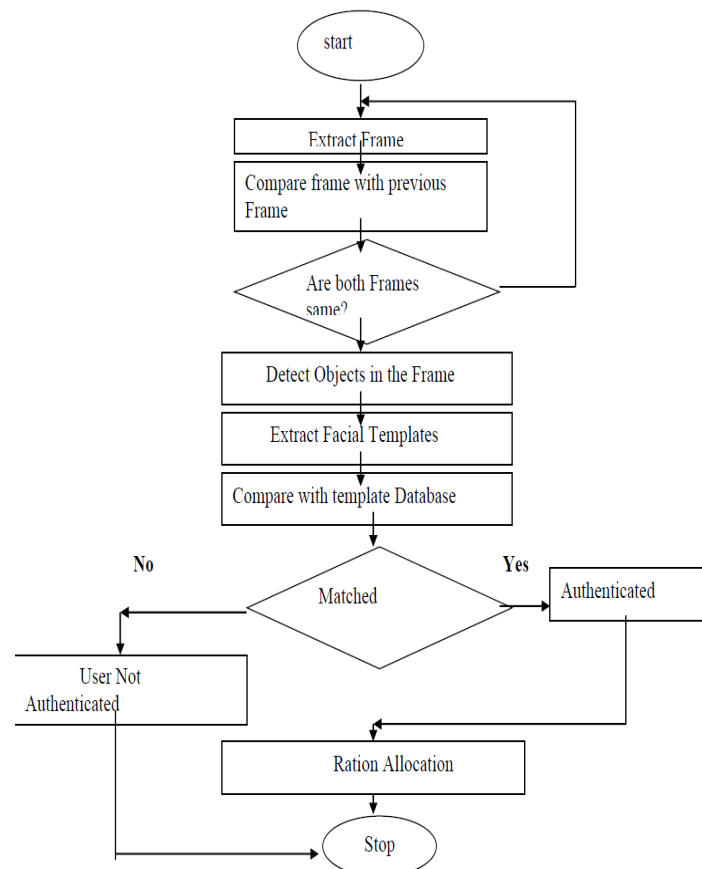 start
Extract Frame
Compare frame with previous
Frame
Are both Frames
same?
Detect Objects in the Frame
Extract Facial Templates
Compare with template Database
No
Yes
Matched
Authenticated
User Not
Authenticated
Ration Allocation
Stop